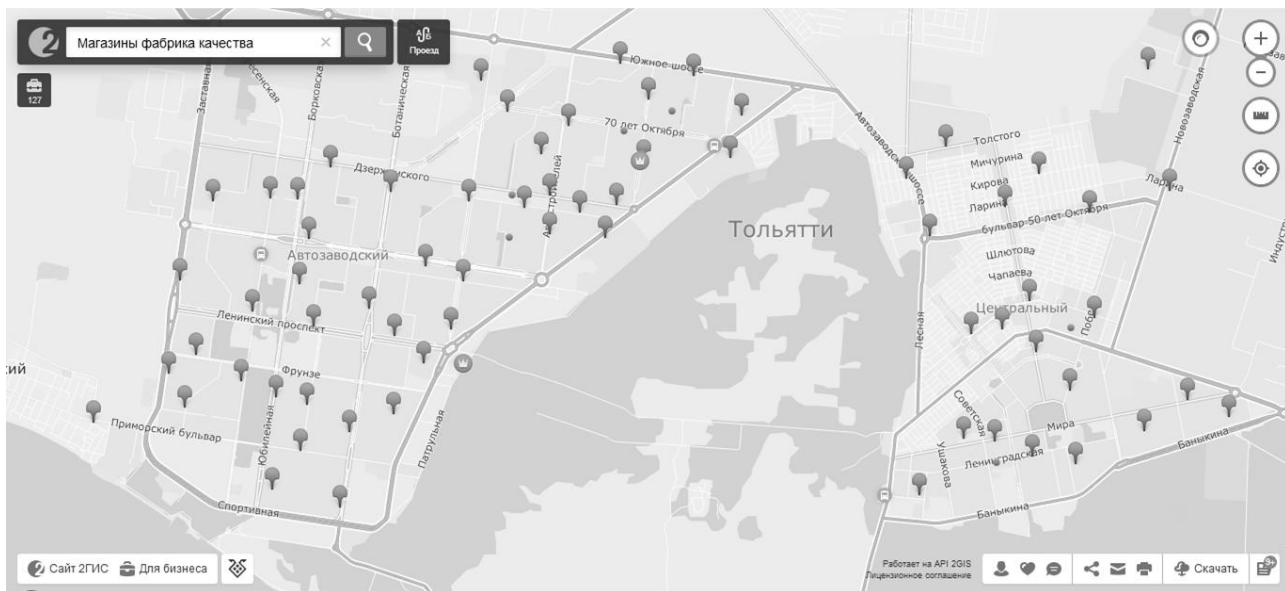 Магазины фабрика качества
Проезд
127
Заставная
Борковская
Ботаническая
Южное шоссе
70 лет Октября
Дзержинского
Автозаводский
Ленинский проспект
Фрунзе
Юбилейная
Приморский бульвар
Спортивная
Патрульная
Тольятти
Автозаводское шоссе
Новозаводская
Толстого
Мичурина
Кирова
Ларина
Ларина
бульвар 50 лет Октября
Шлютова
Чапаева
Центральный
Лесная
Советская
Мира
Ушакова
Ленинградская
Баныкина
Баныкина
Сайт 2ГИС
Для бизнеса
Работает на API 2GIS
Лицензионное соглашение
Скачать
9+